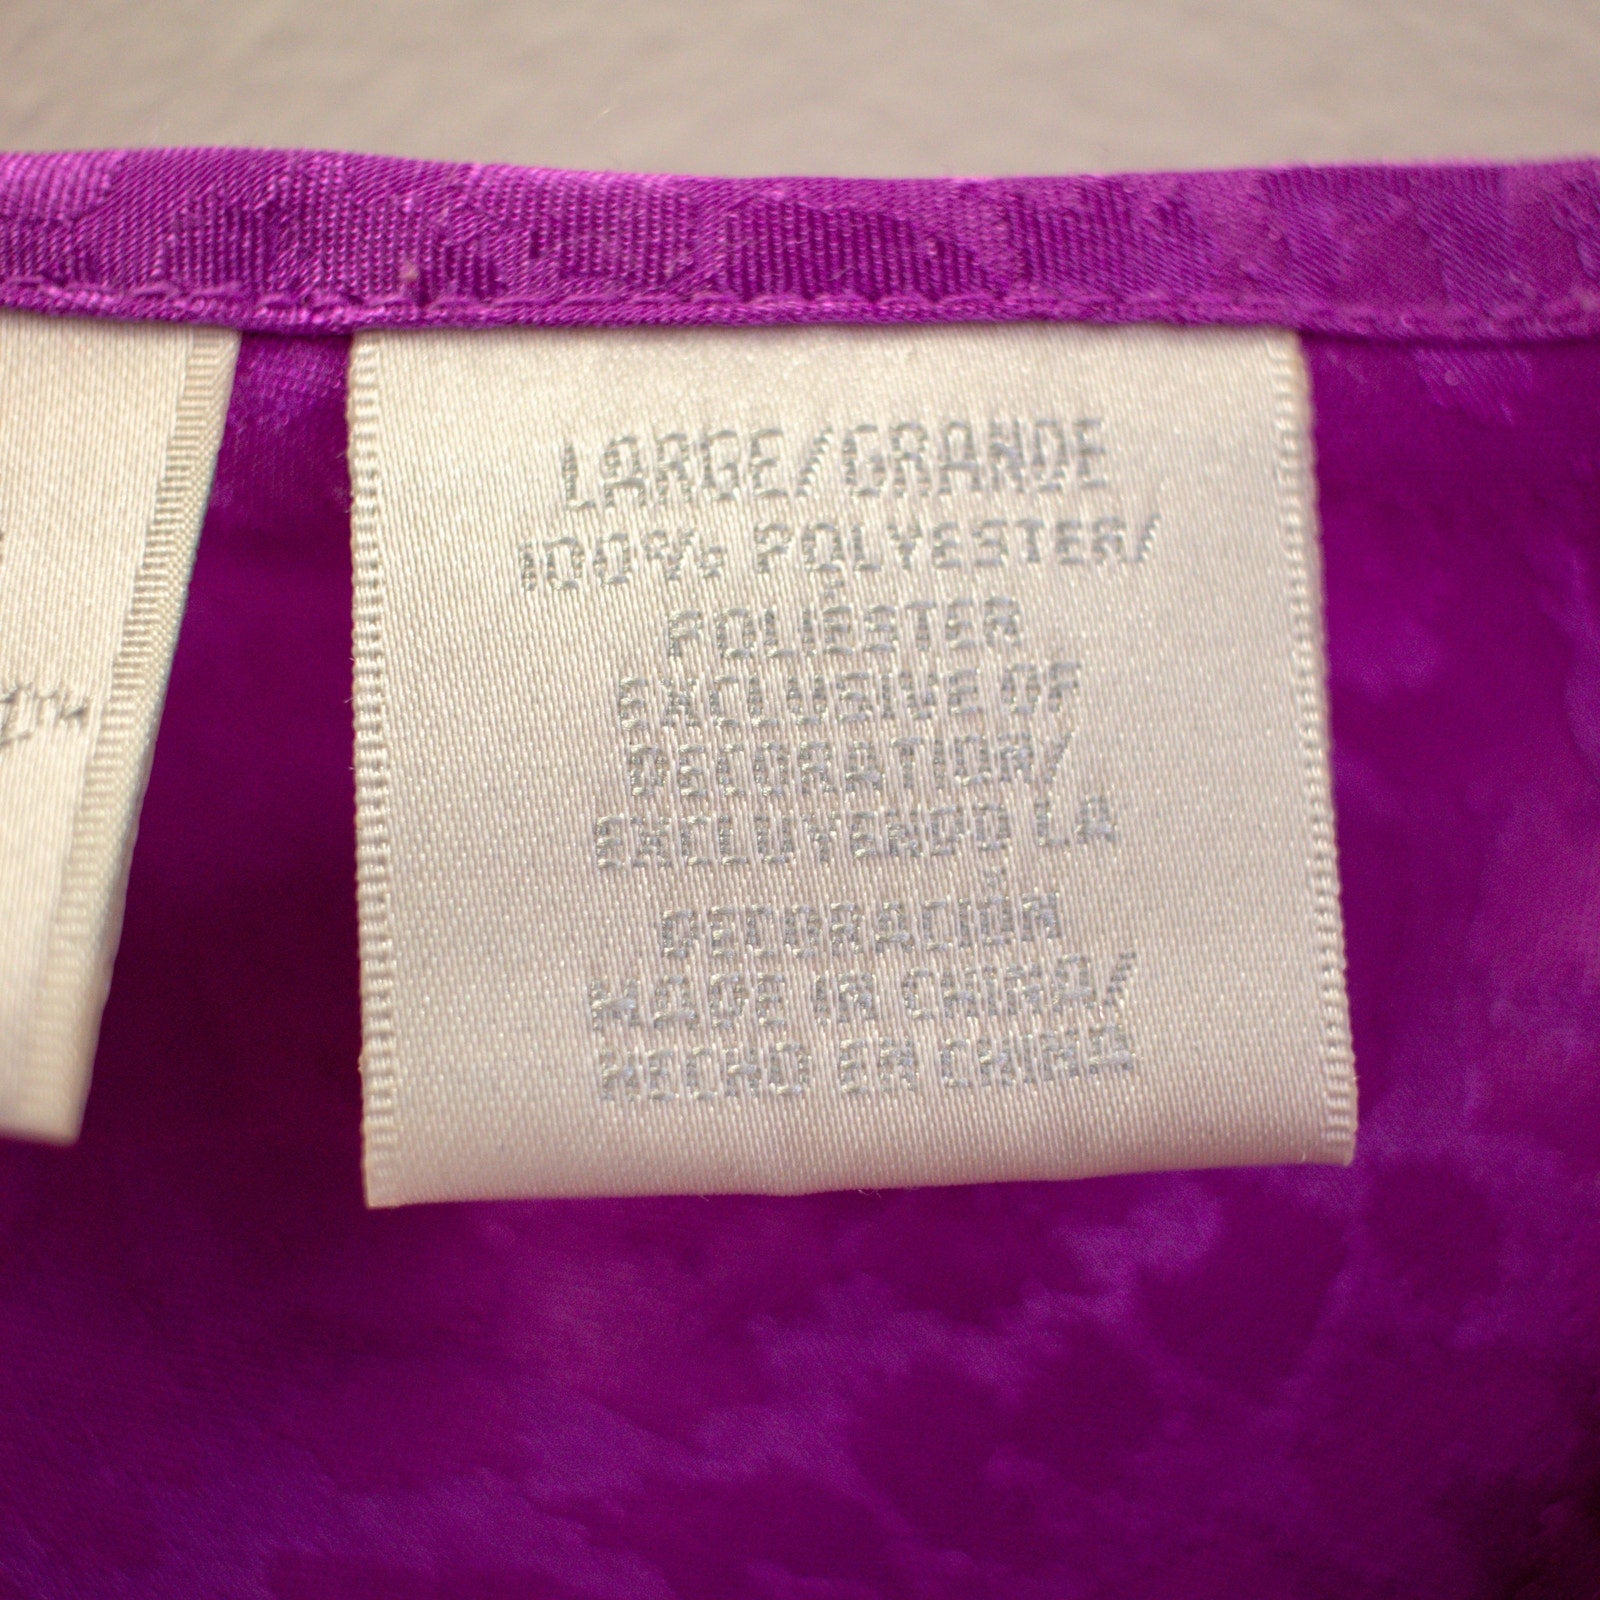 LARGE/GRANDE
100% POLYESTER/
POLIÉSTER
EXCLUSIVE OF
DECORATION/
EXCLUYENDO LA
DECORACIÓN
MADE IN CHINA/
HECHO EN CHINA